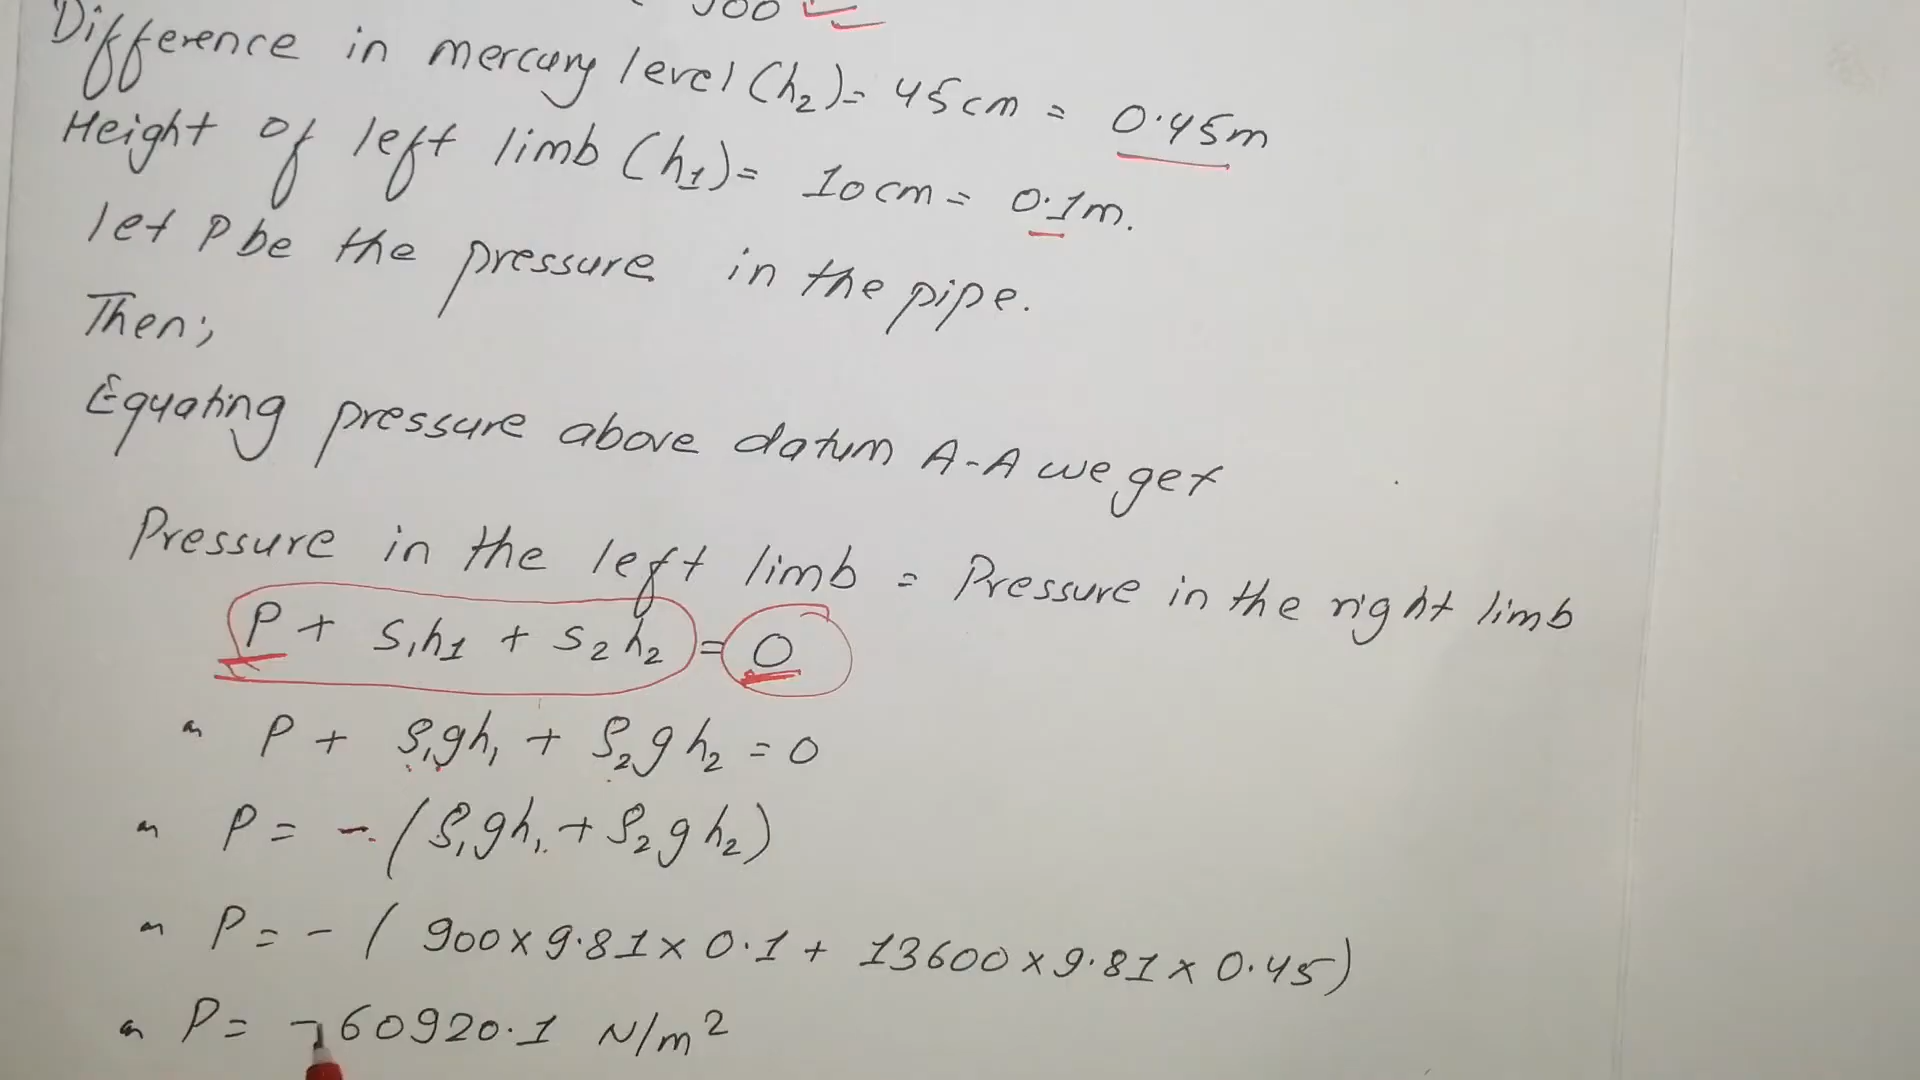 900
Difference in mercury level (h₂) = 45cm = 0.45m
Height of left limb (h₁) = 10cm = 0.1m.
let P be the pressure in the pipe.
Then;
Equating pressure above datum A-A we get
Pressure in the left limb = Pressure in the right limb
P + S₁h₁ + S₂h₂ = 0
P + ρ₁gh₁ + ρ₂gh₂ = 0
P = -(ρ₁gh₁ + ρ₂gh₂)
P = -(900×9.81×0.1 + 13600×9.81×0.45)
P = -60920.1 N/m²